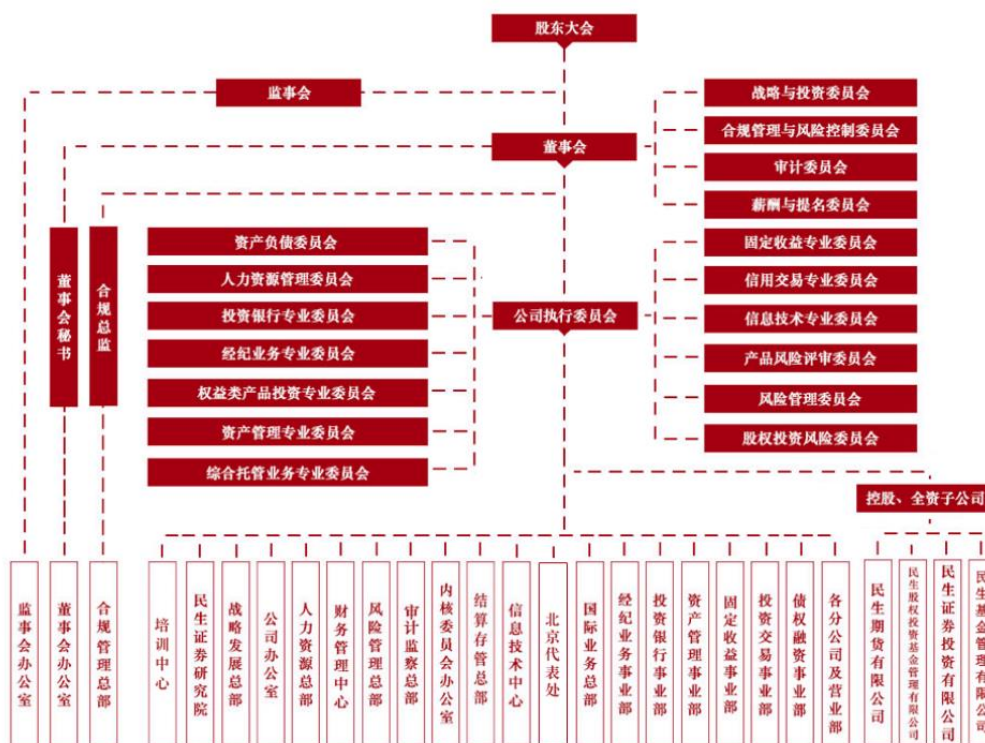 股东大会
监事会
战略与投资委员会
合规管理与风险控制委员会
董事会
审计委员会
薪酬与提名委员会
董事会秘书
合规总监
资产负债委员会
人力资源管理委员会
投资银行专业委员会
经纪业务专业委员会
权益类产品投资专业委员会
资产管理专业委员会
综合托管业务专业委员会
公司执行委员会
固定收益专业委员会
信用交易专业委员会
信息技术专业委员会
产品风险评审委员会
风险管理委员会
股权投资风险委员会
控股、全资子公司
监事会办公室
董事会办公室
合规管理总部
培训中心
民生证券研究院
战略发展总部
公司办公室
人力资源总部
财务管理中心
风险管理总部
审计监察总部
内核委员会办公室
结算存管总部
信息技术中心
北京代表处
国际业务总部
经纪业务事业部
投资银行事业部
资产管理事业部
固定收益事业部
投资交易事业部
债权融资事业部
各分公司及营业部
民生期货有限公司
民生股权投资基金管理有限公司
民生证券投资有限公司
民生基金管理有限公司